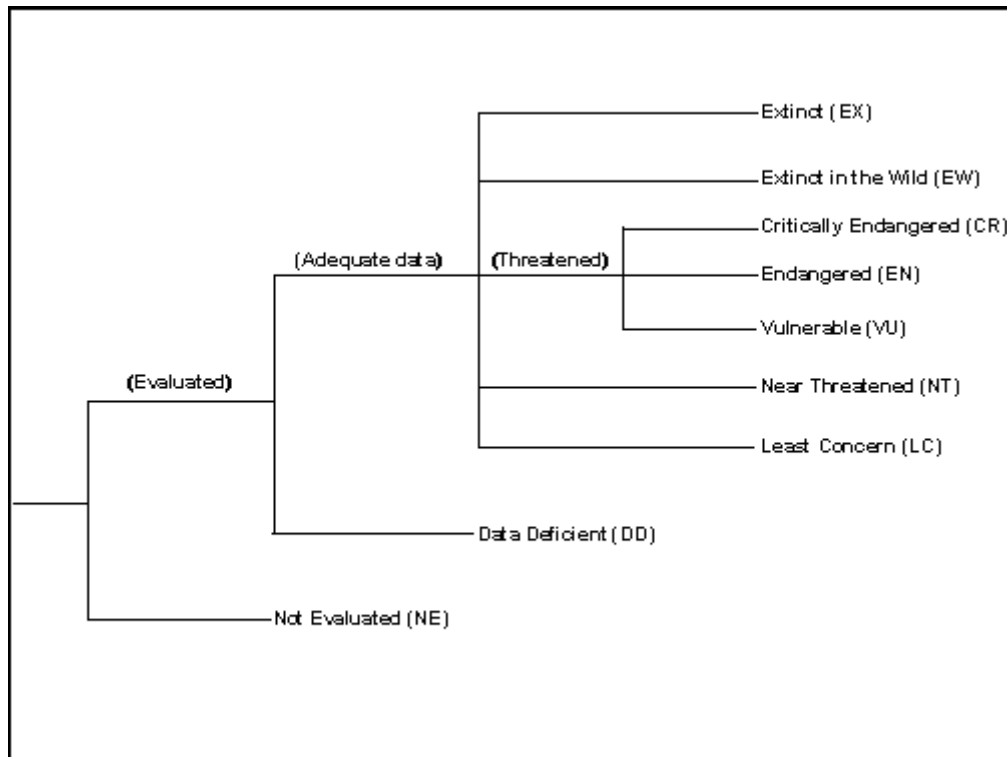 Extinct (EX)
Extinct in the Wild (EW)
Critically Endangered (CR)
(Adequate data)
(Threatened)
Endangered (EN)
Vulnerable (VU)
(Evaluated)
Near Threatened (NT)
Least Concern (LC)
Data Deficient (DD)
Not Evaluated (NE)